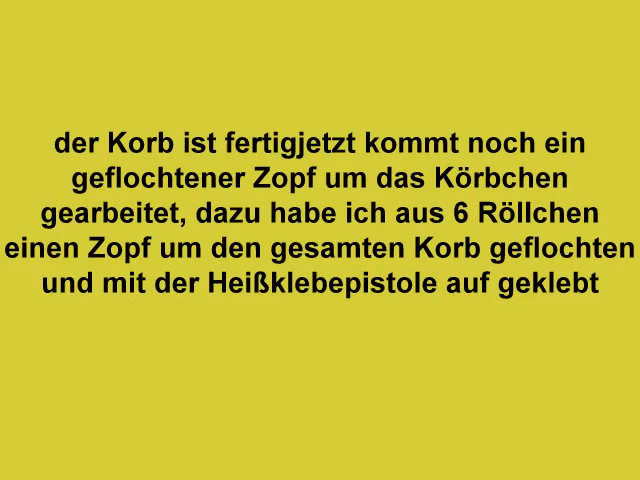 der Korb ist fertigjetzt kommt noch ein
geflochtener Zopf um das Körbchen
gearbeitet, dazu habe ich aus 6 Röllchen
einen Zopf um den gesamten Korb geflochten
und mit der Heißklebepistole auf geklebt